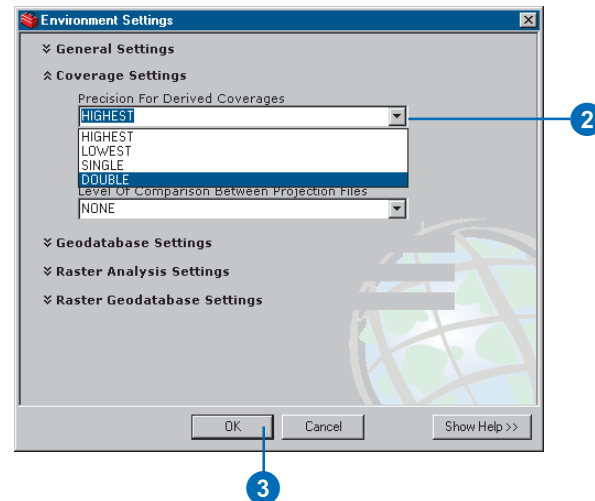 Environment Settings
General Settings
Coverage Settings
Precision For Derived Coverages
HIGHEST
2
HIGHEST
LOWEST
SINGLE
DOUBLE
Level Of Comparison Between Projection Files
NONE
Geodatabase Settings
Raster Analysis Settings
Raster Geodatabase Settings
OK
Cancel
Show Help >>
3